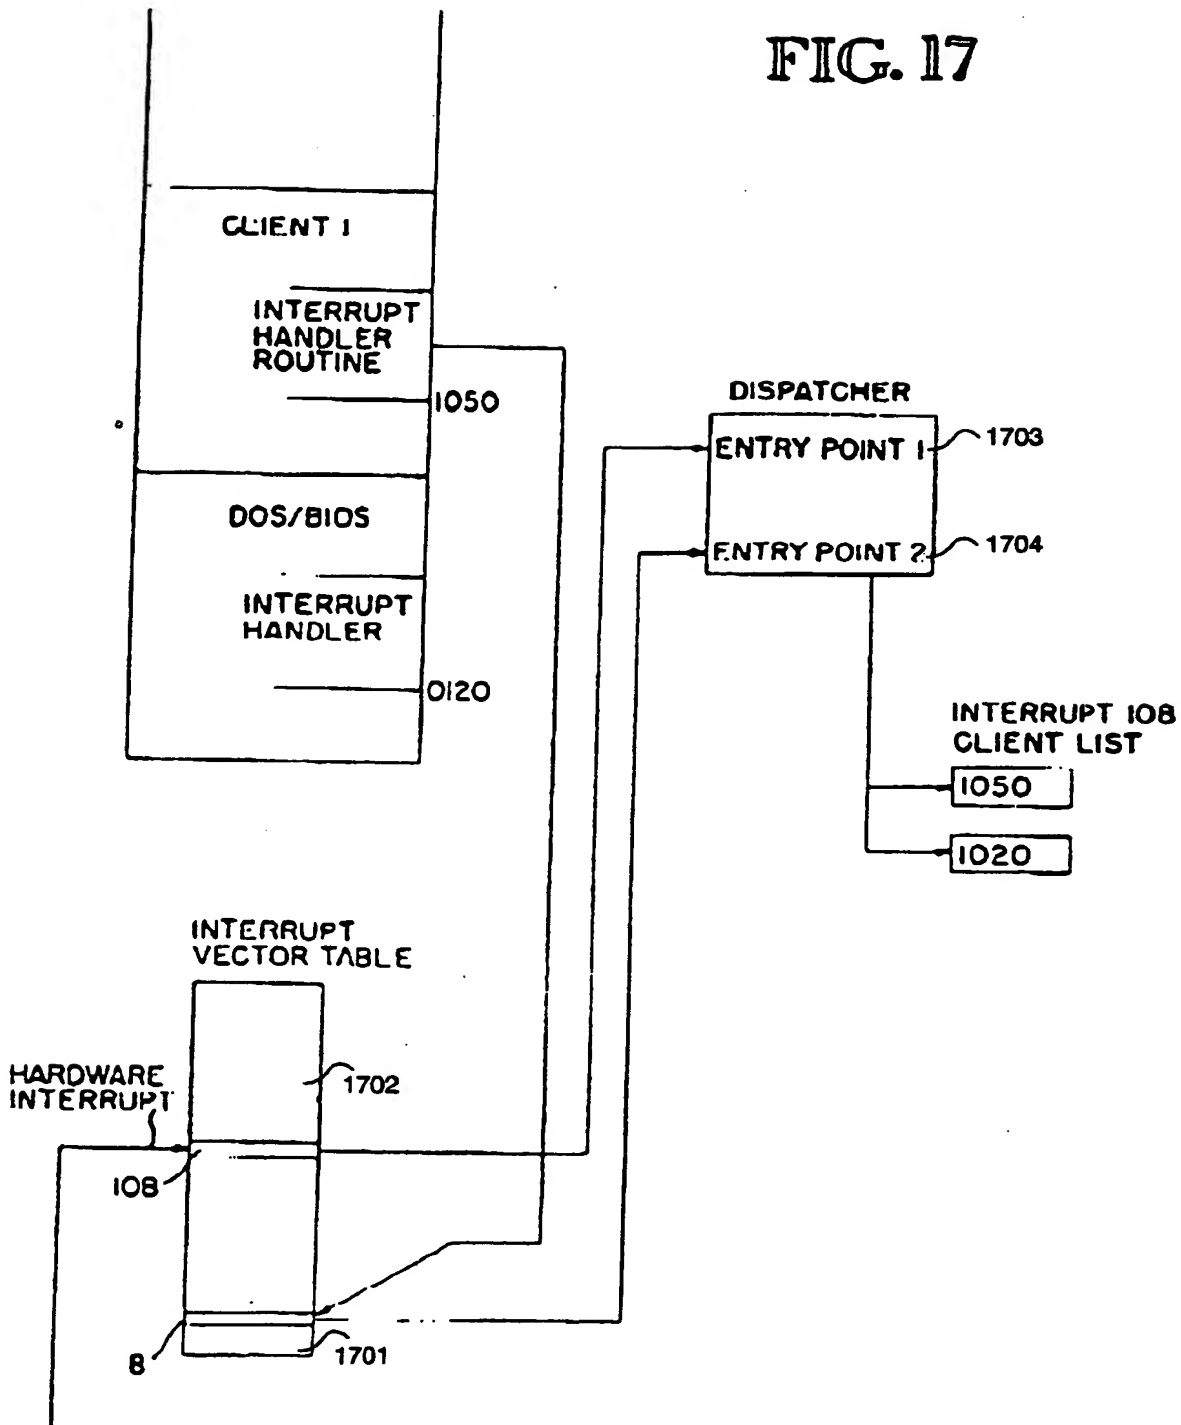 FIG. 17
CLIENT 1
INTERRUPT
HANDLER
ROUTINE
1050
DOS/BIOS
INTERRUPT
HANDLER
0120
DISPATCHER
ENTRY POINT 1
1703
ENTRY POINT 2
1704
INTERRUPT 108
CLIENT LIST
1050
1020
INTERRUPT
VECTOR TABLE
HARDWARE
INTERRUPT
1702
108
8
1701